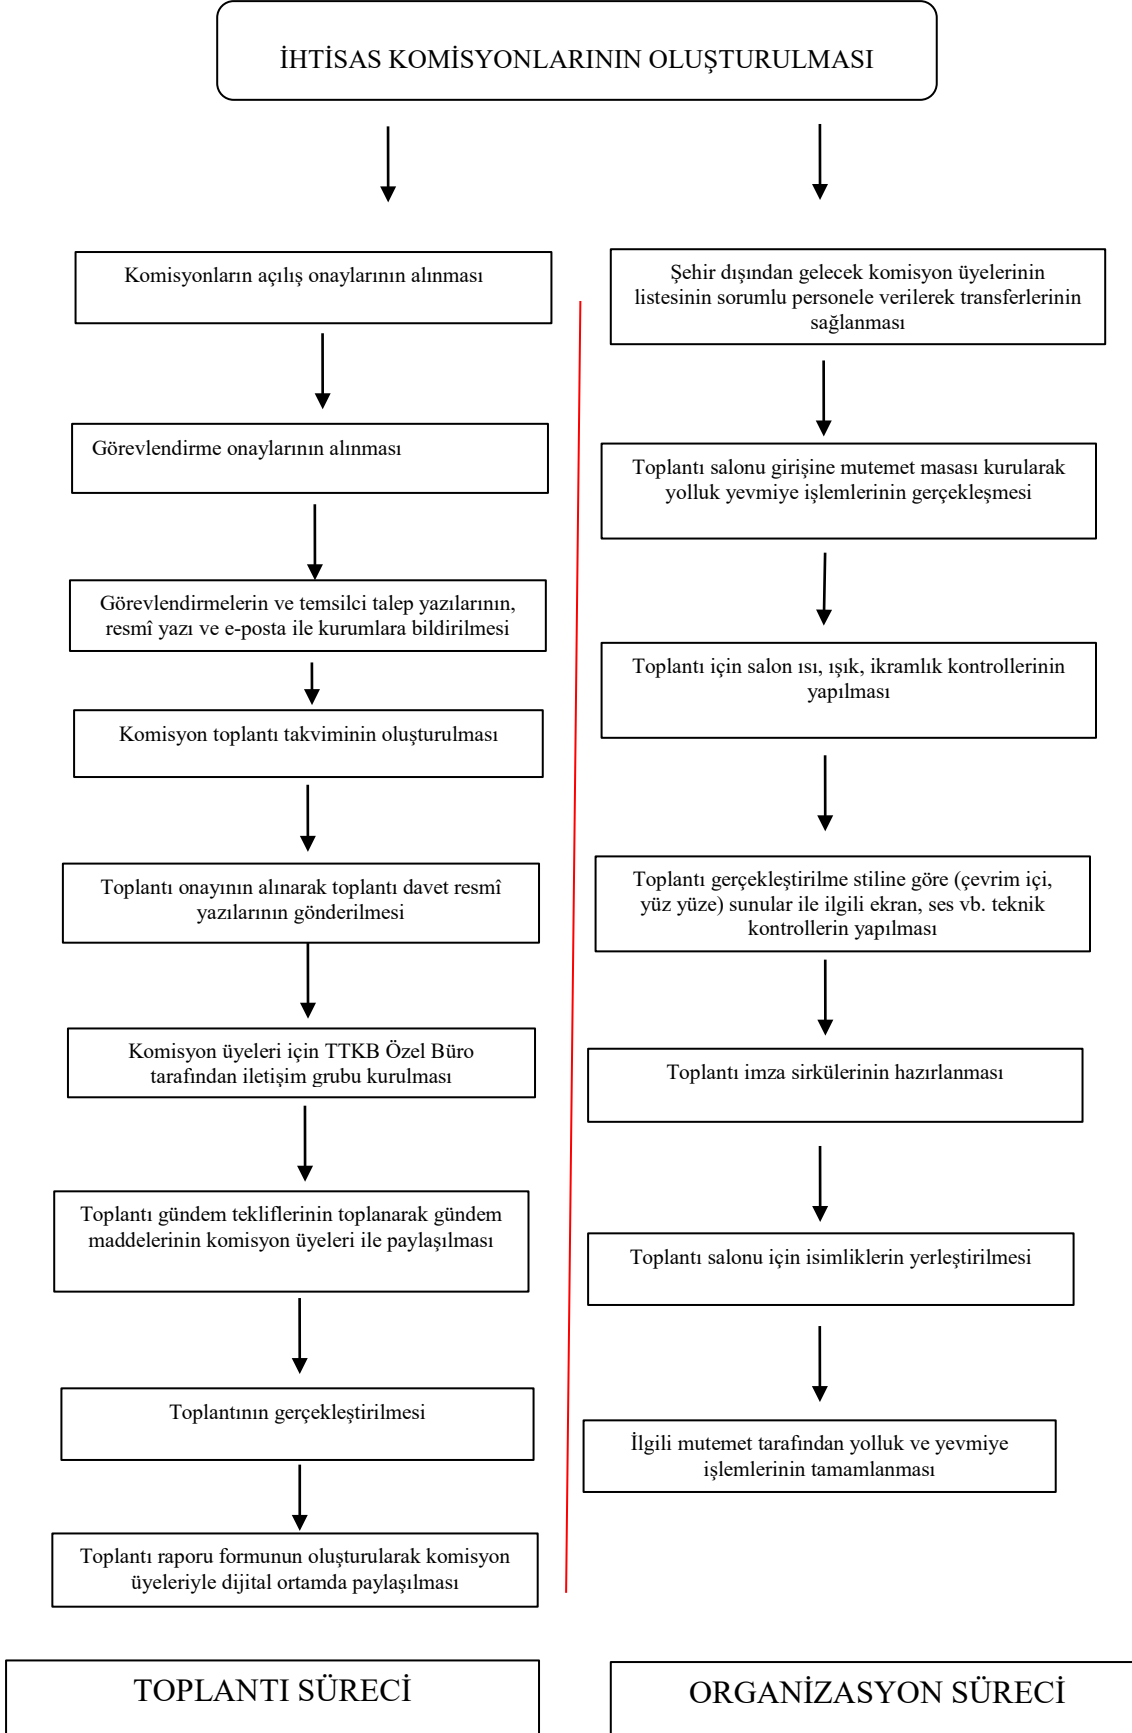 İHTİSAS KOMİSYONLARININ OLUŞTURULMASI
Komisyonların açılış onaylarının alınması
Görevlendirme onaylarının alınması
Görevlendirmelerin ve temsilci talep yazılarının,
resmî yazı ve e-posta ile kurumlara bildirilmesi
Komisyon toplantı takviminin oluşturulması
Toplantı onayının alınarak toplantı davet resmî
yazılarının gönderilmesi
Komisyon üyeleri için TTKB Özel Büro
tarafından iletişim grubu kurulması
Toplantı gündem tekliflerinin toplanarak gündem
maddelerinin komisyon üyeleri ile paylaşılması
Toplantının gerçekleştirilmesi
Toplantı raporu formunun oluşturularak komisyon
üyeleriyle dijital ortamda paylaşılması
TOPLANTI SÜRECİ
Şehir dışından gelecek komisyon üyelerinin
listesinin sorumlu personele verilerek transferlerinin
sağlanması
Toplantı salonu girişine mutemet masası kurularak
yolluk yevmiye işlemlerinin gerçekleşmesi
Toplantı için salon ısı, ışık, ikramlık kontrollerinin
yapılması
Toplantı gerçekleştirilme stiline göre (çevrim içi,
yüz yüze) sunular ile ilgili ekran, ses vb. teknik
kontrollerin yapılması
Toplantı imza sirkülerinin hazırlanması
Toplantı salonu için isimliklerin yerleştirilmesi
İlgili mutemet tarafından yolluk ve yevmiye
işlemlerinin tamamlanması
ORGANİZASYON SÜRECİ